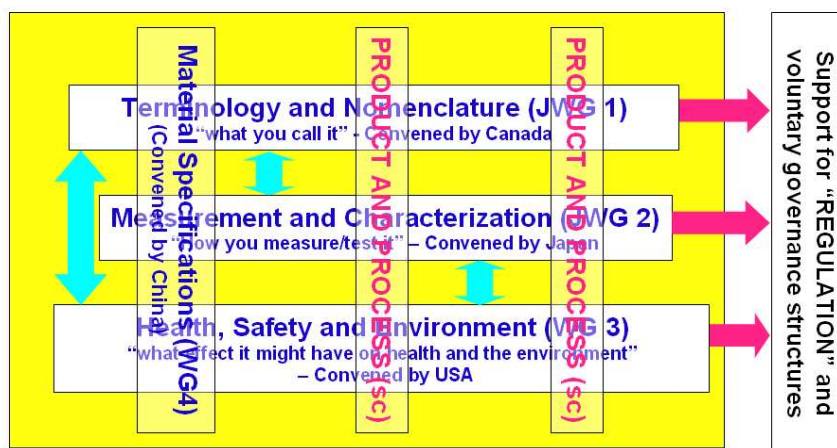 Terminology and Nomenclature (JWG 1)
“what you call it” - Convened by Canada
Measurement and Characterization (JWG 2)
“How you measure/test it” – Convened by Japan
Health, Safety and Environment (WG 3)
“what effect it might have on health and the environment”
– Convened by USA
Material Specifications (WG4)
(Convened by China)
PRODUCT AND PROCESS (sc)
PRODUCT AND PROCESS (sc)
Support for “REGULATION” and
voluntary governance structures